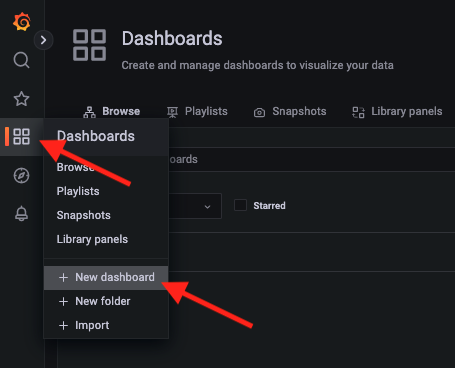 Dashboards
Create and manage dashboards to visualize your data
Browse Playlists Snapshots Library panels
Dashboards
Browse
Playlists
Starred
Snapshots
Library panels
+ New dashboard
+ New folder
+ Import